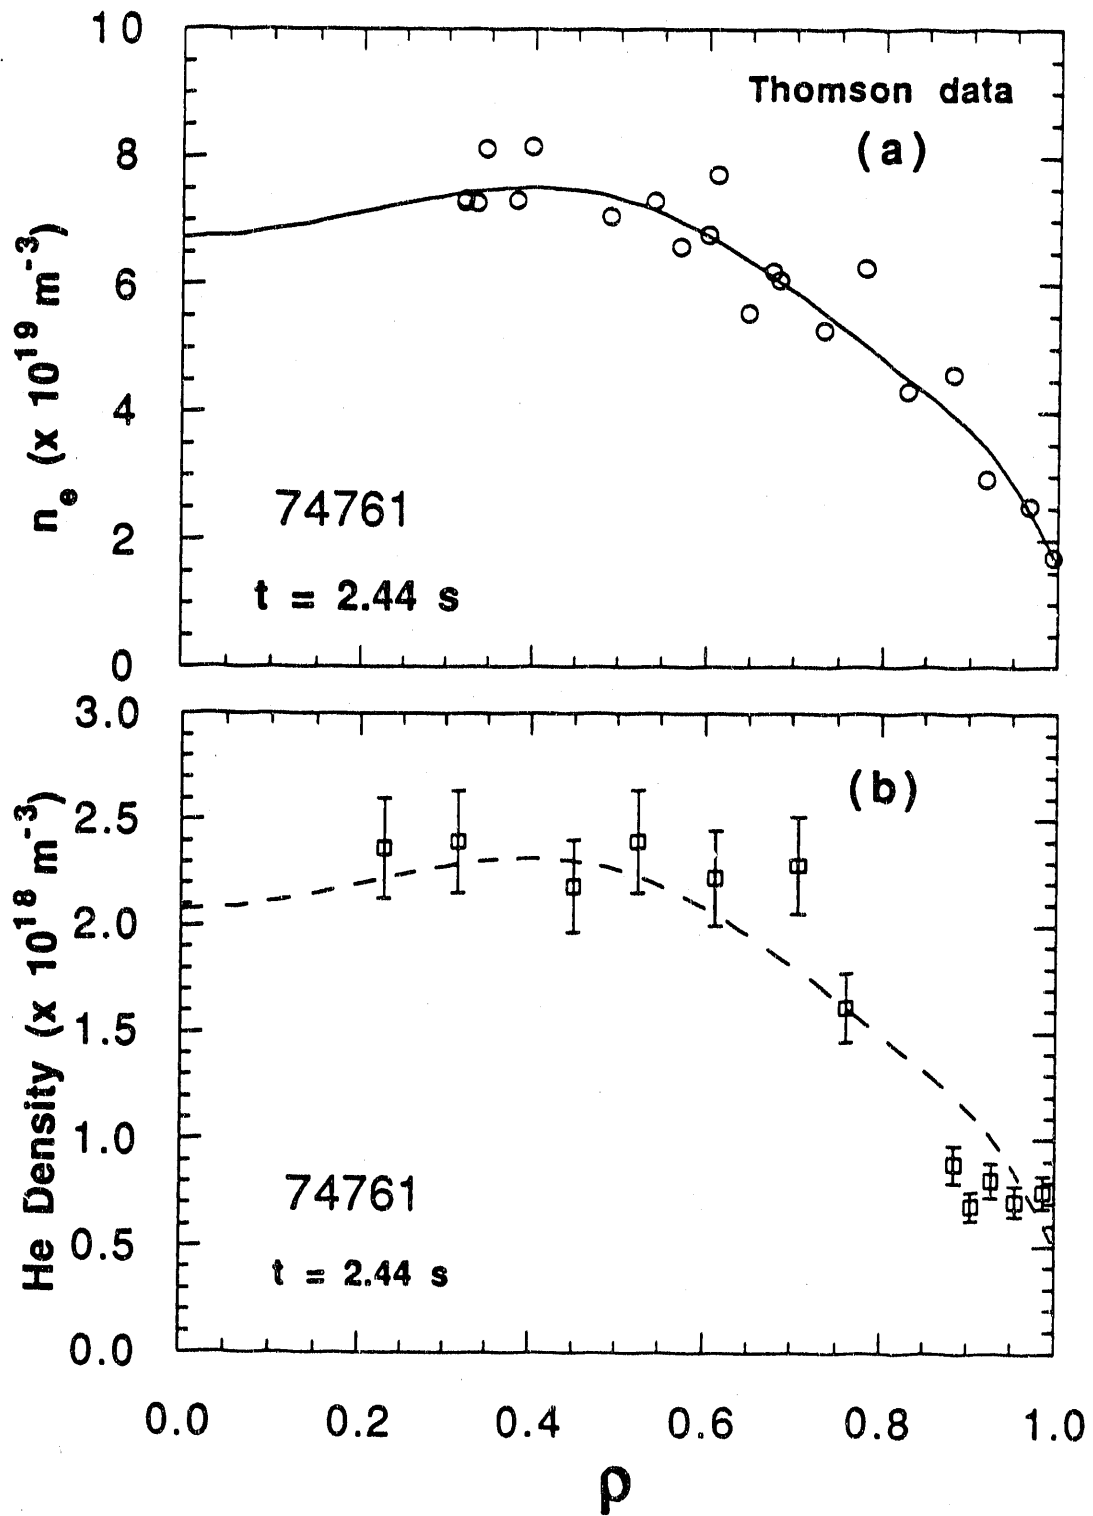 10
Thomson data
(a)
8
6
4
2
0
n_e (x 10^19 m^-3)
74761
t = 2.44 s
3.0
(b)
2.5
2.0
1.5
1.0
0.5
0.0
He Density (x 10^18 m^-3)
74761
t = 2.44 s
0.0 0.2 0.4 0.6 0.8 1.0
ρ